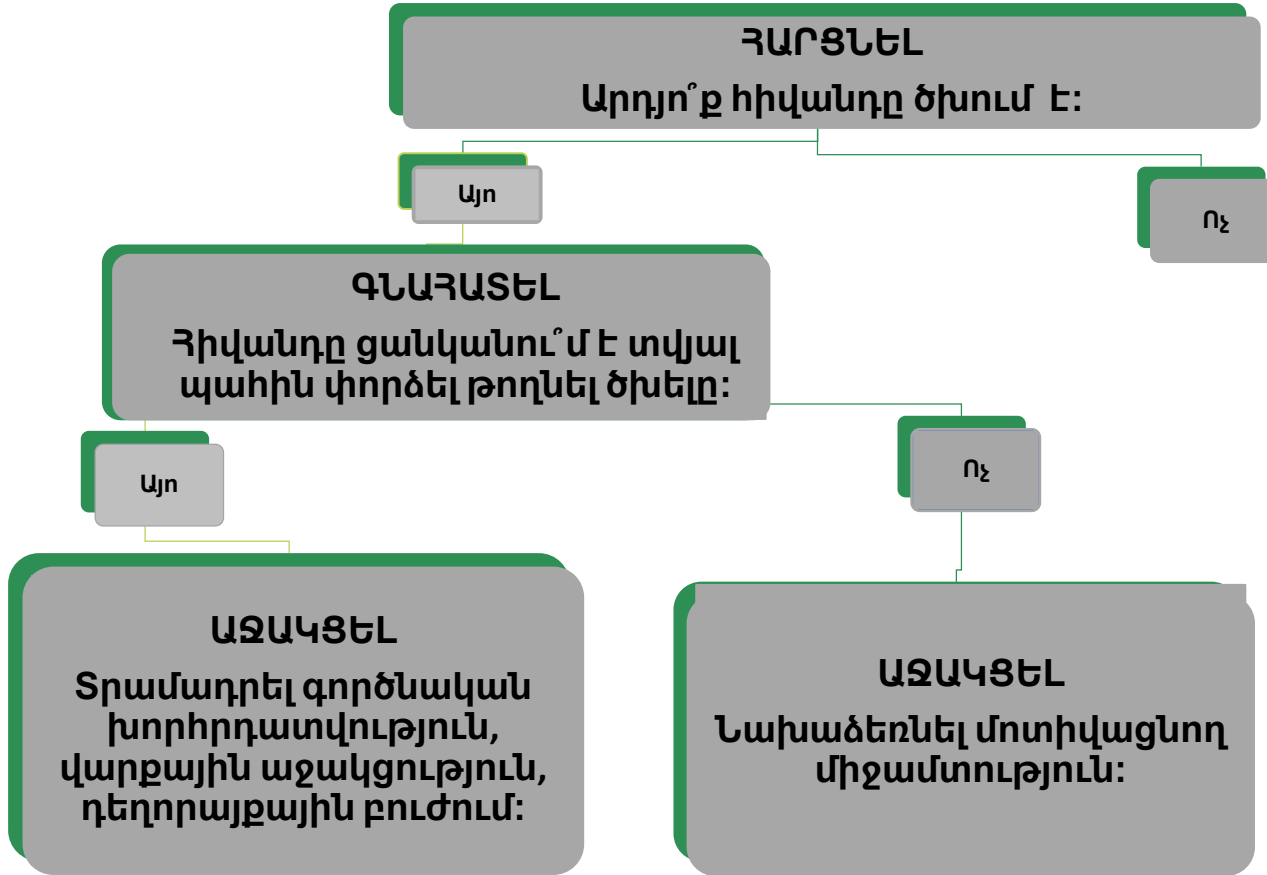 ՀԱՐՑՆԵԼ
Արդյո՞ք հիվանդը ծխում է:
Այո
Ոչ
ԳՆԱՀԱՏԵԼ
Հիվանդը ցանկանու՞մ է տվյալ
պահին փորձել թողնել ծխելը:
Այո
Ոչ
ԱՋԱԿՑԵԼ
Տրամադրել գործնական
խորհրդատվություն,
վարքային աջակցություն,
դեղորայքային բուժում:
ԱՋԱԿՑԵԼ
Նախաձեռնել մոտիվացնող
միջամտություն: